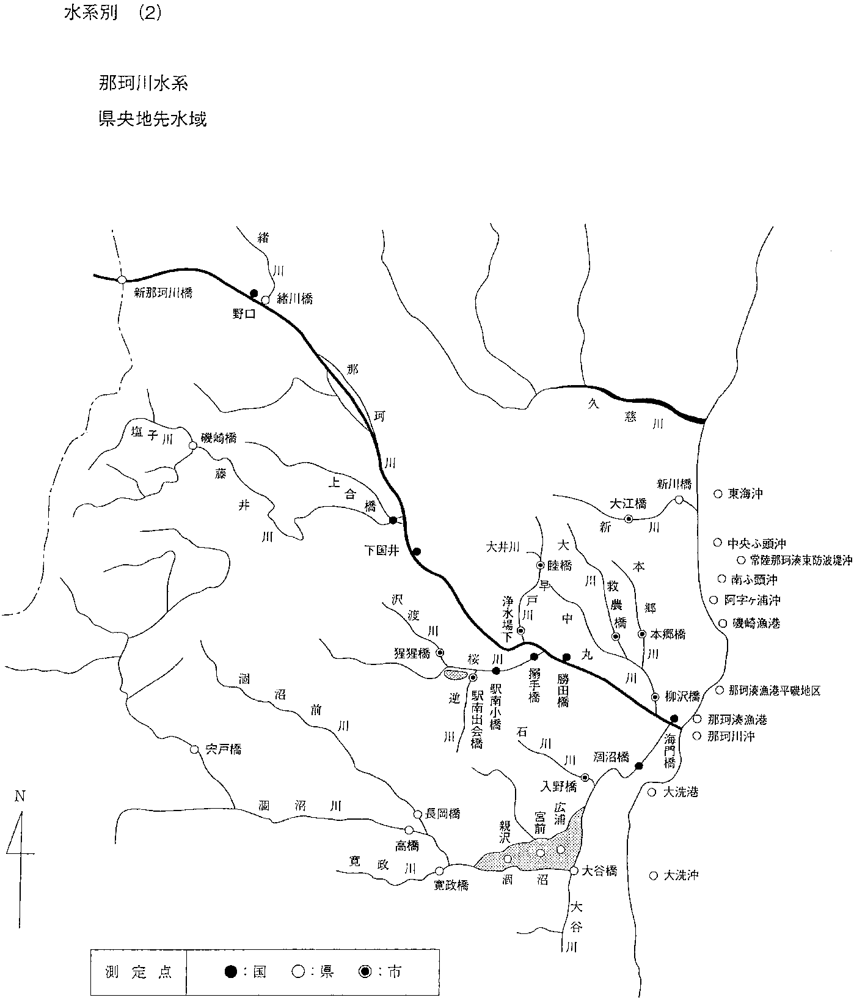 水系別 (2)
那珂川水系
県央地先水域
緒川
新那珂川橋
緒川橋
野口
那珂川
久慈川
塩子川
磯崎橋
藤井川
上合橋
下国井
新川橋
大江橋
新川
東海沖
中央ふ頭沖
常陸那珂湊東防波堤沖
南ふ頭沖
阿字ヶ浦沖
磯崎漁港
大井川
睦橋
早戸川
浄水場下
大川
救農橋
本郷川
本郷橋
中丸川
沢渡川
猩猩橋
桜川
駅南小橋
搦手橋
勝田橋
逆川
駅南出会橋
柳沢橋
那珂湊漁港平磯地区
那珂湊漁港
那珂川沖
海門橋
涸沼橋
石川川
入野橋
涸沼前川
宍戸橋
涸沼川
長岡橋
高橋
寛政川
寛政橋
親沢
宮前
広浦
涸沼
大谷橋
大谷川
大洗港
大洗沖
N
測定点 ●:国 ○:県 ◉:市